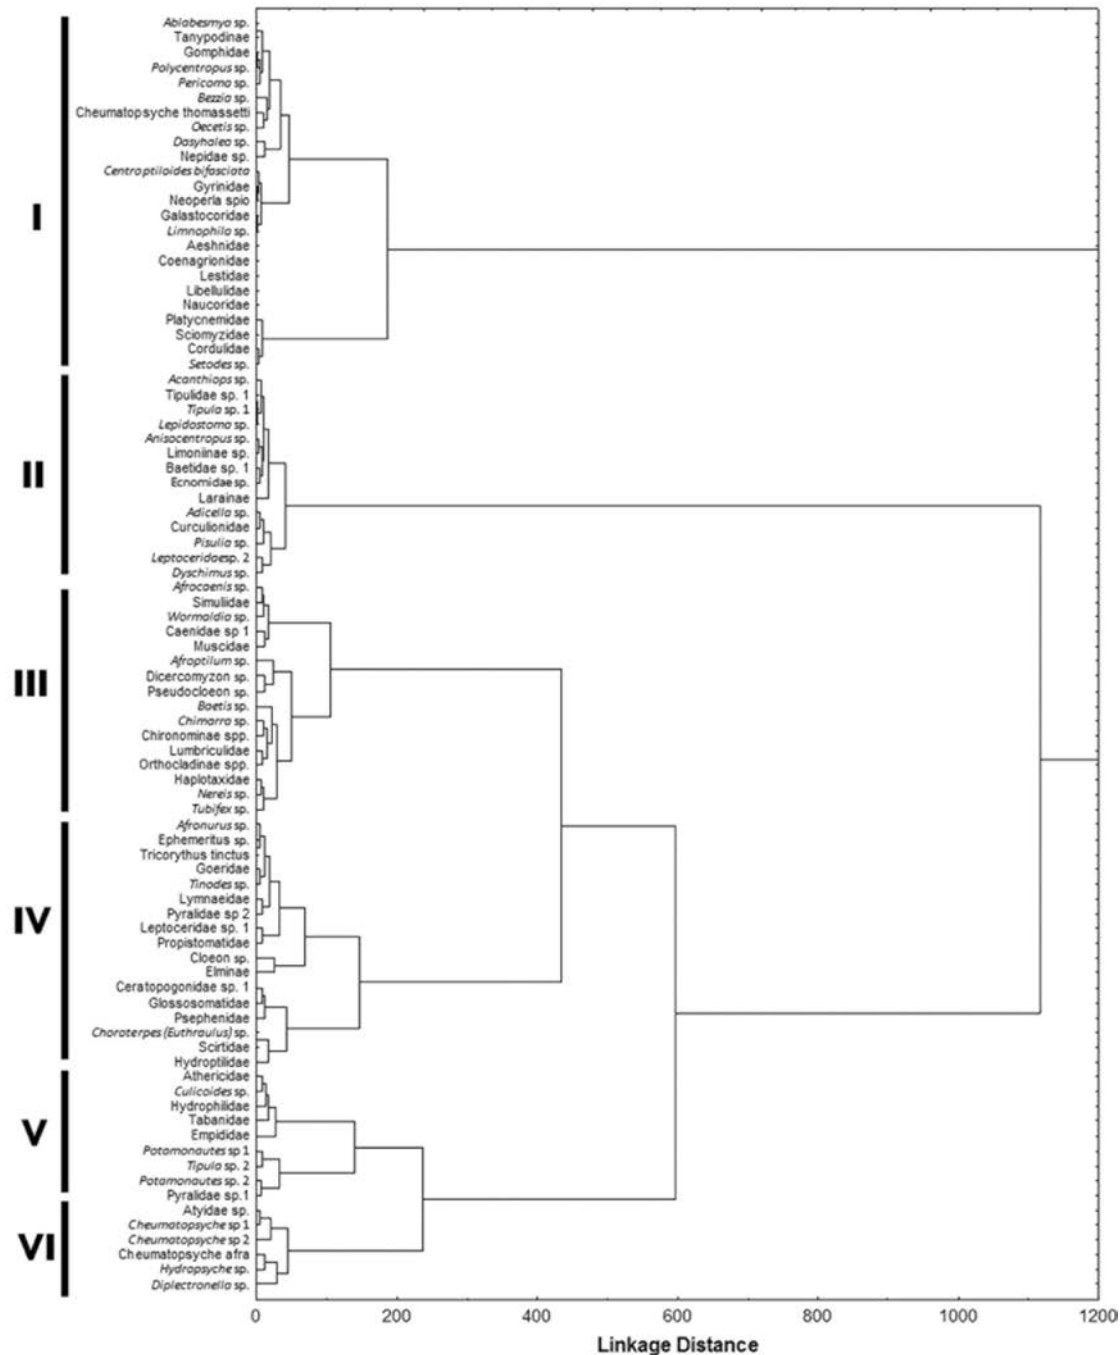 I
II
III
IV
V
VI
Ablabesmya sp.
Tanypodinae
Gomphidae
Polycentropus sp.
Pericoma sp.
Bezzia sp.
Cheumatopsyche thomassetti
Oecetis sp.
Dasyhalea sp.
Nepidae sp.
Centroptiloides bifasciata
Gyrinidae
Neoperla spio
Galastocoridae
Limnophila sp.
Aeshnidae
Coenagrionidae
Lestidae
Libellulidae
Naucoridae
Platycnemidae
Sciomyzidae
Cordulidae
Setodes sp.
Acanthiops sp.
Tipulidae sp. 1
Tipula sp. 1
Lepidostoma sp.
Anisocentropus sp.
Limoniinae sp.
Baetidae sp. 1
Ecnomidae sp.
Larainae
Adicella sp.
Curculionidae
Pisulia sp.
Leptoceridaesp. 2
Dyschimus sp.
Afrocaenis sp.
Simuliidae
Wormaldia sp.
Caenidae sp 1
Muscidae
Afroptilum sp.
Dicercomyzon sp.
Pseudocloeon sp.
Baetis sp.
Chimarra sp.
Chironominae spp.
Lumbriculidae
Orthocladinae spp.
Haplotaxidae
Nereis sp.
Tubifex sp.
Afronurus sp.
Ephemeritus sp.
Tricorythus tinctus
Goeridae
Tinodes sp.
Lymnaeidae
Pyralidae sp 2
Leptoceridae sp. 1
Propistomatidae
Cloeon sp.
Elminae
Ceratopogonidae sp. 1
Glossosomatidae
Psephenidae
Choroterpes (Euthraulus) sp.
Scirtidae
Hydroptilidae
Athericidae
Culicoides sp.
Hydrophilidae
Tabanidae
Empididae
Potamonautes sp 1
Tipula sp. 2
Potamonautes sp. 2
Pyralidae sp.1
Atyidae sp.
Cheumatopsyche sp 1
Cheumatopsyche sp 2
Cheumatopsyche afra
Hydropsyche sp.
Diplectronella sp.
0 200 400 600 800 1000 1200
Linkage Distance